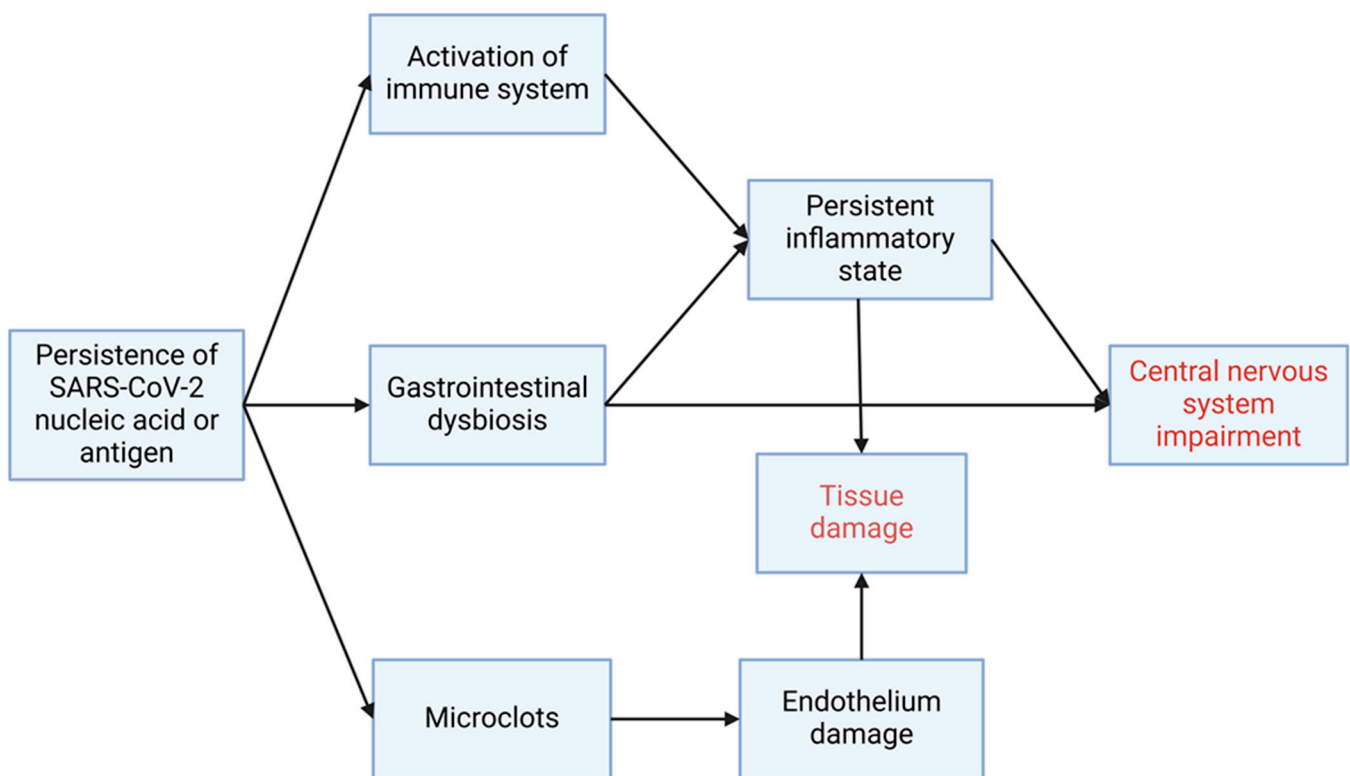 Activation of
immune system
Persistent
inflammatory
state
Persistence of
SARS-CoV-2
nucleic acid or
antigen
Gastrointestinal
dysbiosis
Central nervous
system
impairment
Tissue
damage
Microclots
Endothelium
damage